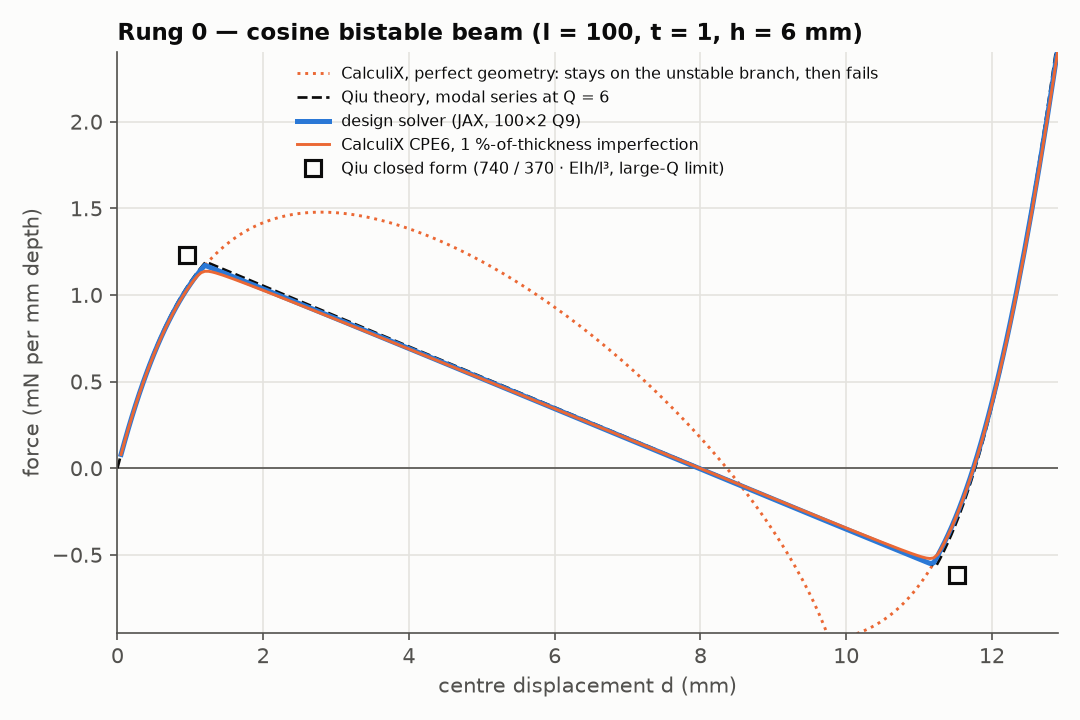 Rung 0 — cosine bistable beam (l = 100, t = 1, h = 6 mm)
CalculiX, perfect geometry: stays on the unstable branch, then fails
Qiu theory, modal series at Q = 6
design solver (JAX, 100×2 Q9)
CalculiX CPE6, 1 %-of-thickness imperfection
Qiu closed form (740 / 370 · EIh/l³, large-Q limit)
force (mN per mm depth)
2.0
1.5
1.0
0.5
0.0
−0.5
0 2 4 6 8 10 12
centre displacement d (mm)